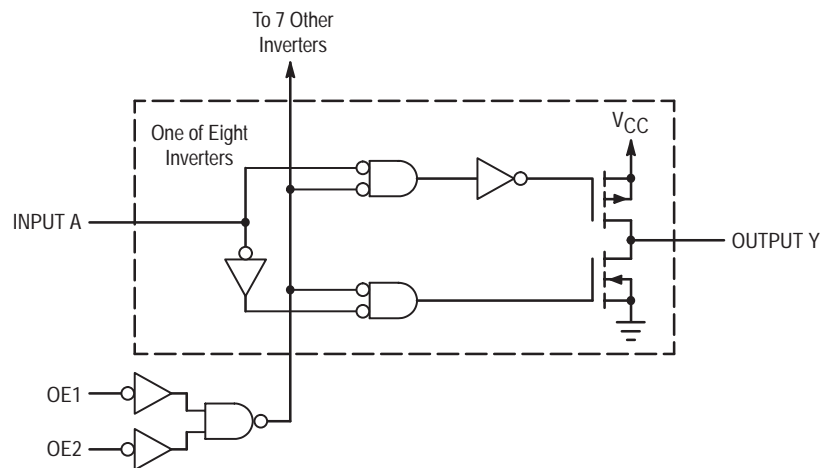 To 7 Other
Inverters
One of Eight
Inverters
VCC
INPUT A
OUTPUT Y
OE1
OE2